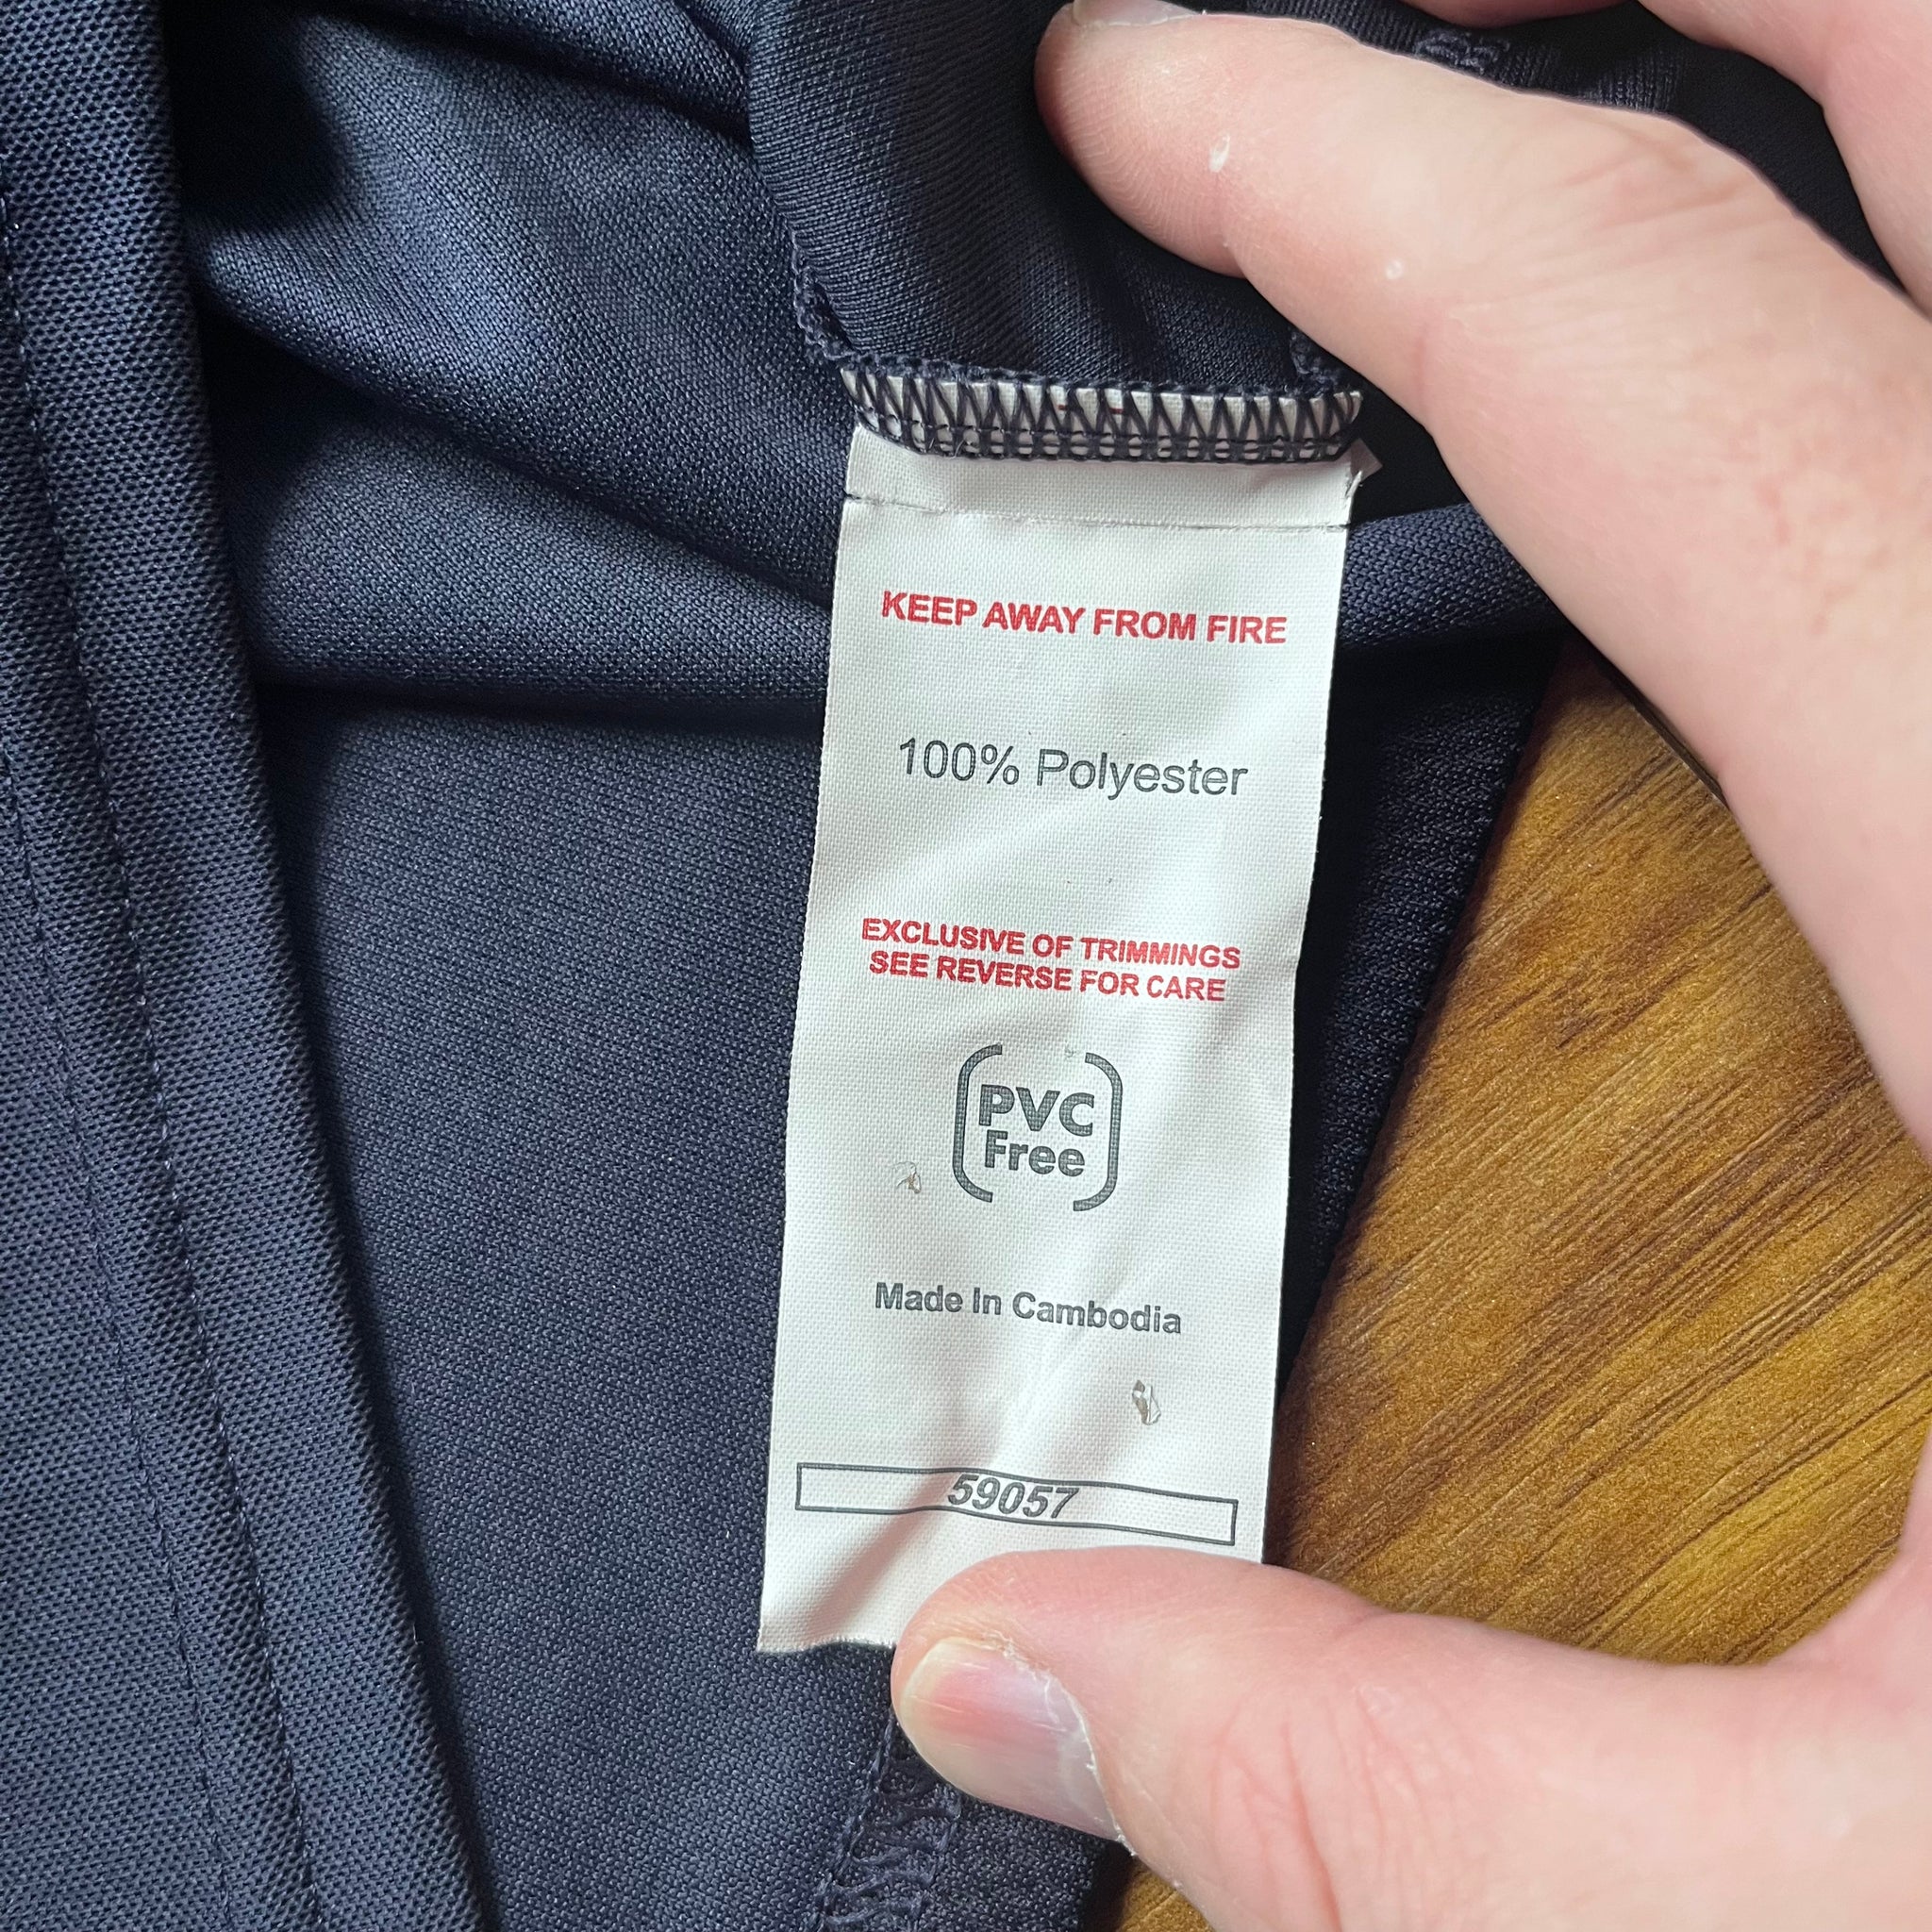 KEEP AWAY FROM FIRE
100% Polyester
EXCLUSIVE OF TRIMMINGS
SEE REVERSE FOR CARE
PVC
Free
Made In Cambodia
59057